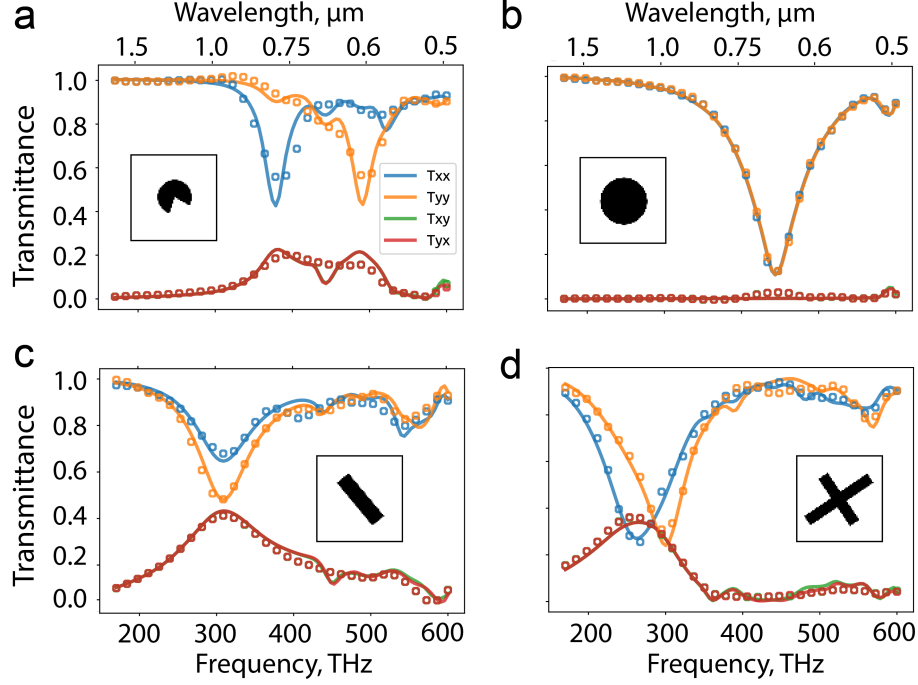 a
Wavelength, μm
1.5 1.0 0.75 0.6 0.5
b
Wavelength, μm
1.5 1.0 0.75 0.6 0.5
Transmittance
1.0
0.8
0.6
0.4
0.2
0.0
Txx
Tyy
Txy
Tyx
c
d
Transmittance
1.0
0.8
0.6
0.4
0.2
0.0
200 300 400 500 600
Frequency, THz
200 300 400 500 600
Frequency, THz